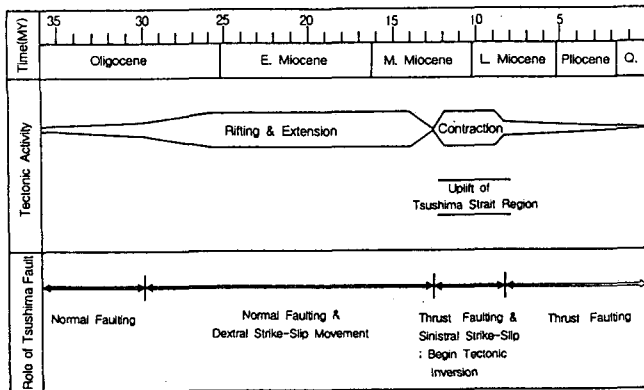 Time(MY)
35 30 25 20 15 10 5
Oligocene E. Miocene M. Miocene L. Miocene Pliocene Q.
Tectonic Activity
Rifting & Extension
Contraction
Uplift of
Tsushima Strait Region
Role of Tsushima Fault
Normal Faulting
Normal Faulting &
Dextral Strike-Slip Movement
Thrust Faulting &
Sinistral Strike-Slip
; Begin Tectonic
Inversion
Thrust Faulting